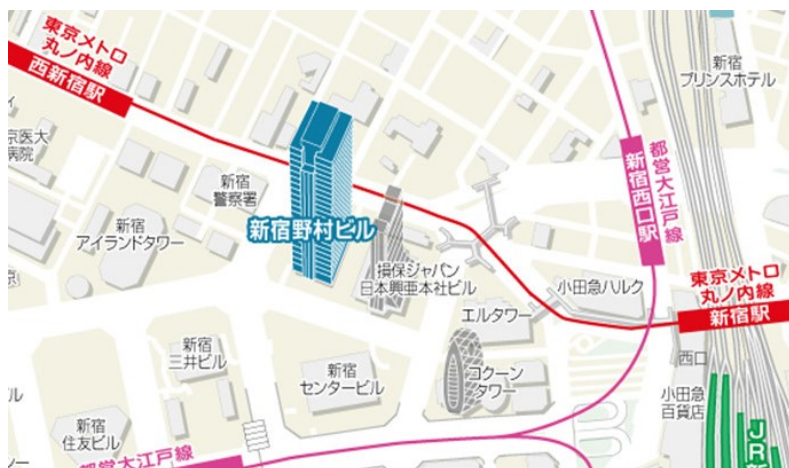 東京メトロ
丸ノ内線
西新宿駅
新宿
プリンスホテル
京医大
病院
都営大江戸線
新宿西口駅
新宿
警察署
新宿
アイランドタワー
新宿野村ビル
損保ジャパン
日本興亜本社ビル
小田急ハルク
東京メトロ
丸ノ内線
新宿駅
エルタワー
西口
新宿
三井ビル
新宿
センタービル
コクーン
タワー
小田急
百貨店
ル
新宿
住友ビル
都営大江戸線
JR